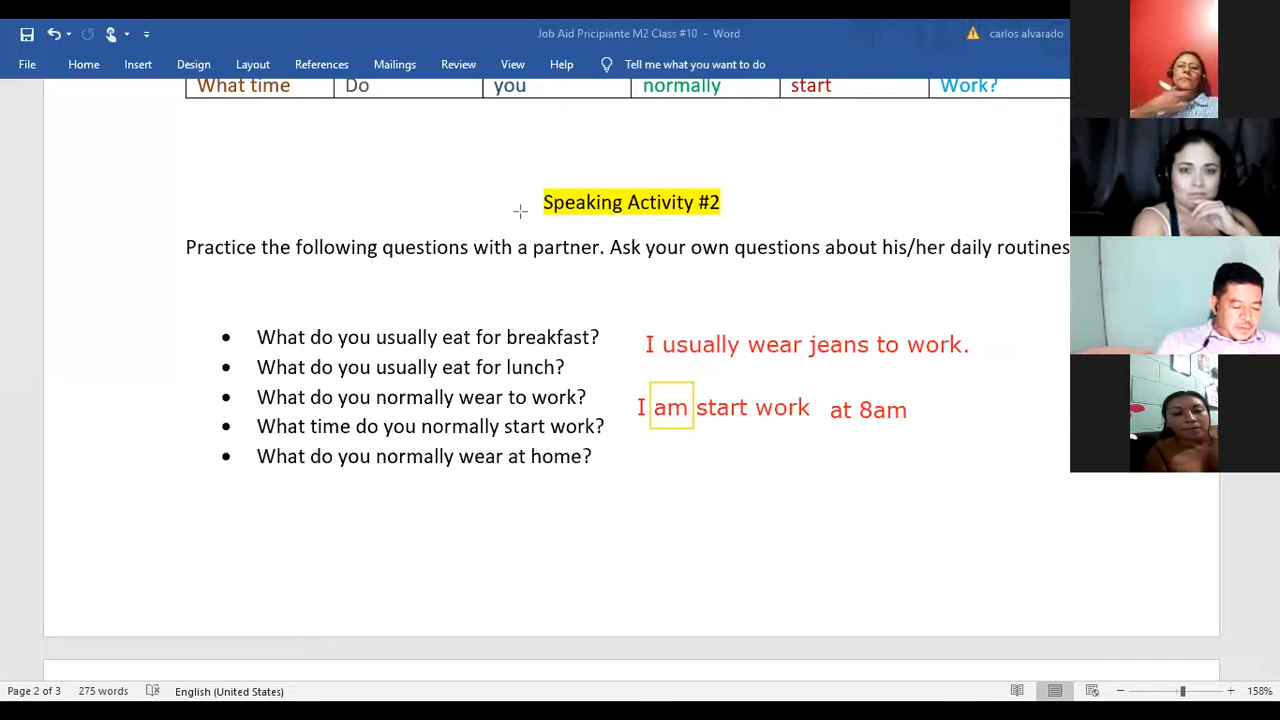 Job Aid Pricipiante M2 Class #10 - Word
carlos alvarado
File Home Insert Design Layout References Mailings Review View Help Tell me what you want to do
What time Do you normally start Work?
Speaking Activity #2
Practice the following questions with a partner. Ask your own questions about his/her daily routines
• What do you usually eat for breakfast?
I usually wear jeans to work.
• What do you usually eat for lunch?
• What do you normally wear to work?
I am start work at 8am
• What time do you normally start work?
• What do you normally wear at home?
Page 2 of 3 275 words English (United States) 158%